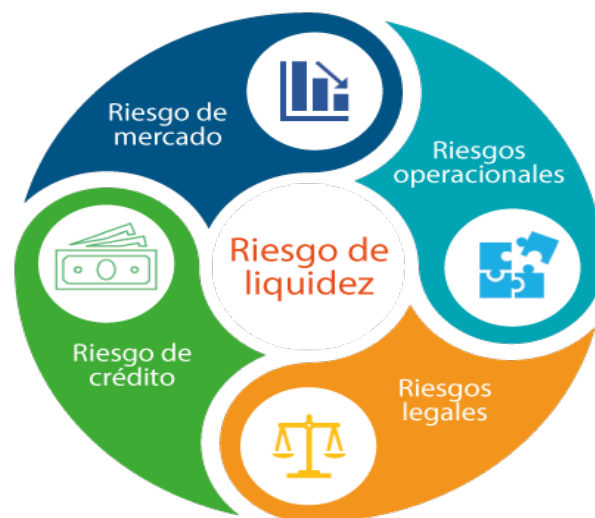 Riesgo de
mercado
Riesgos
operacionales
Riesgo de
liquidez
Riesgo de
crédito
Riesgos
legales